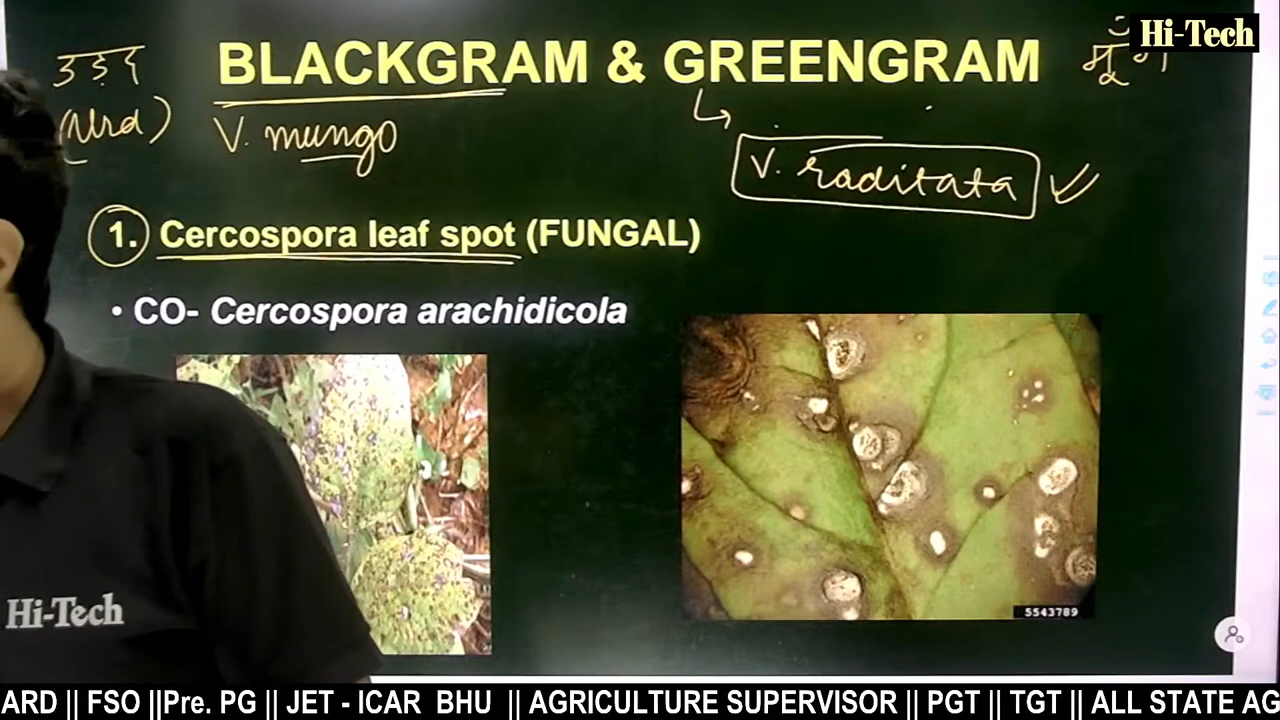 Hi-Tech
उड़द BLACKGRAM & GREENGRAM मूंग
(Urd) V. mungo
V. raditata
1. Cercospora leaf spot (FUNGAL)
• CO- Cercospora arachidicola
5543789
Hi-Tech
ARD || FSO ||Pre. PG || JET - ICAR BHU || AGRICULTURE SUPERVISOR || PGT || TGT || ALL STATE AG